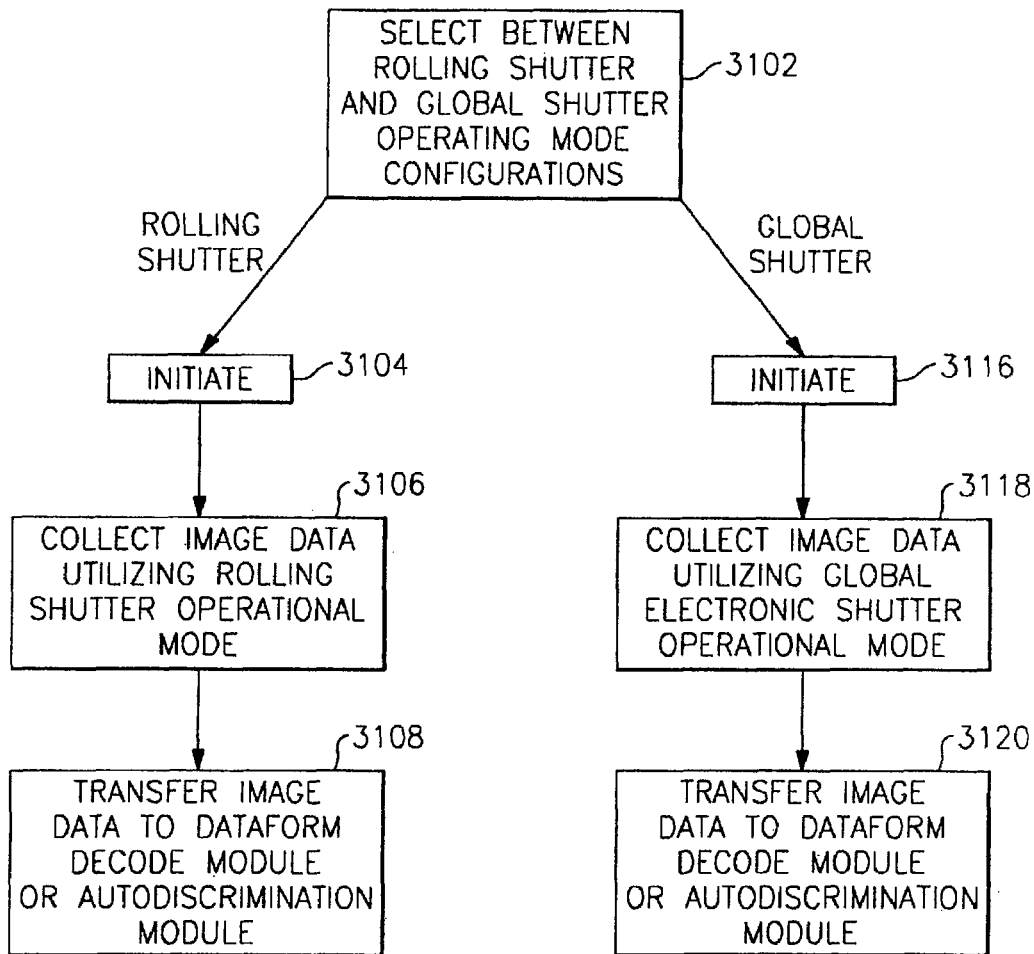 SELECT BETWEEN
ROLLING SHUTTER
AND GLOBAL SHUTTER
OPERATING MODE
CONFIGURATIONS
3102
ROLLING
SHUTTER
GLOBAL
SHUTTER
INITIATE
3104
INITIATE
3116
3106
COLLECT IMAGE DATA
UTILIZING ROLLING
SHUTTER OPERATIONAL
MODE
3118
COLLECT IMAGE DATA
UTILIZING GLOBAL
ELECTRONIC SHUTTER
OPERATIONAL MODE
3108
TRANSFER IMAGE
DATA TO DATAFORM
DECODE MODULE
OR AUTODISCRIMINATION
MODULE
3120
TRANSFER IMAGE
DATA TO DATAFORM
DECODE MODULE
OR AUTODISCRIMINATION
MODULE